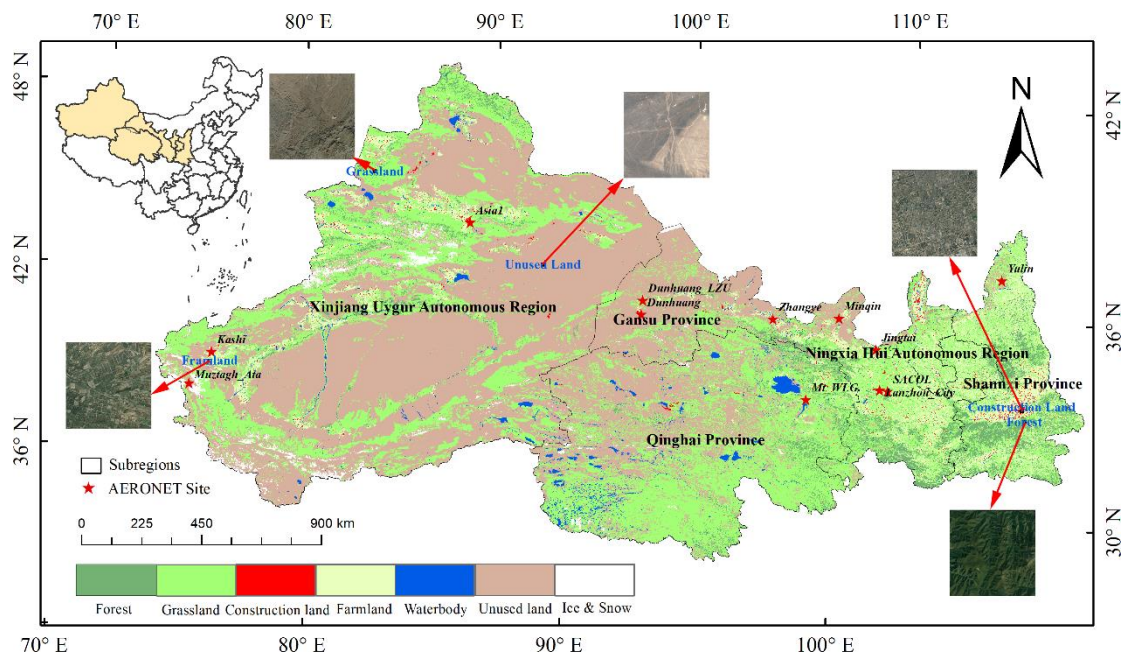 70° E
80° E
90° E
100° E
110° E
48° N
42° N
36° N
42° N
36° N
30° N
N
Grassland
Asia1
Unused Land
Yulin
Dunhuang_LZU
Dunhuang
Zhangye
Minqin
Xinjiang Uygur Autonomous Region
Gansu Province
Kashi
Framland
Muztagh_Ata
Jingtai
Ningxia Hui Autonomous Region
Mt_WLG
SACOL
Lanzhou_City
Shannxi Province
Construction Land
Forest
Qinghai Province
Subregions
AERONET Site
0 225 450 900 km
Forest
Grassland
Construction land
Farmland
Waterbody
Unused land
Ice & Snow
70° E
80° E
90° E
100° E